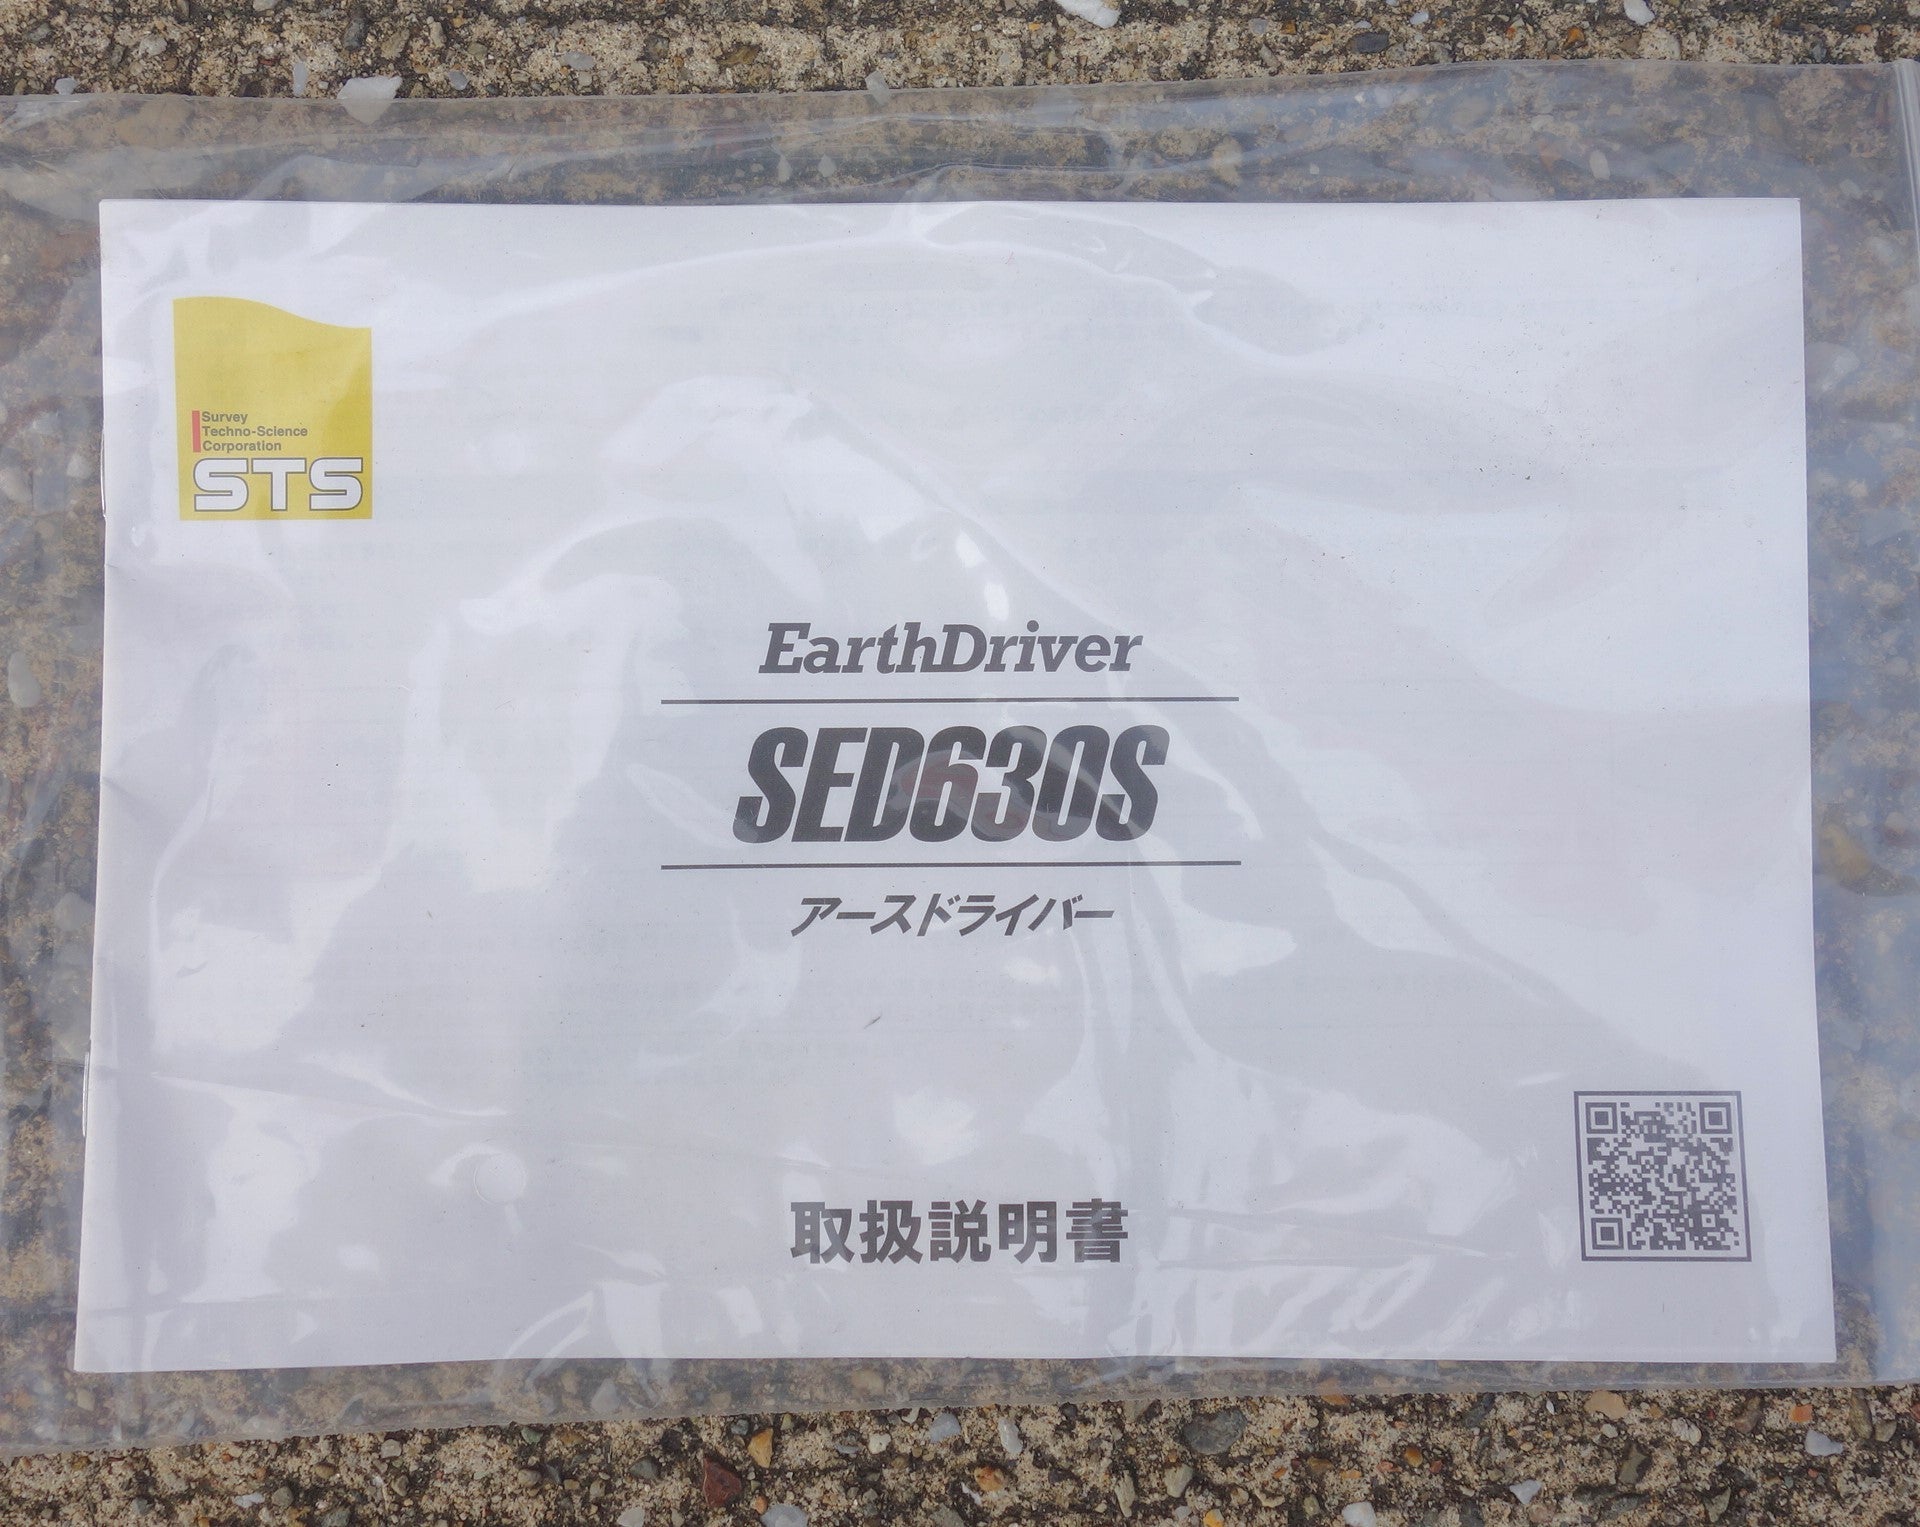 Survey
Techno-Science
Corporation
STS
EarthDriver
SED630S
アースドライバー
取扱説明書